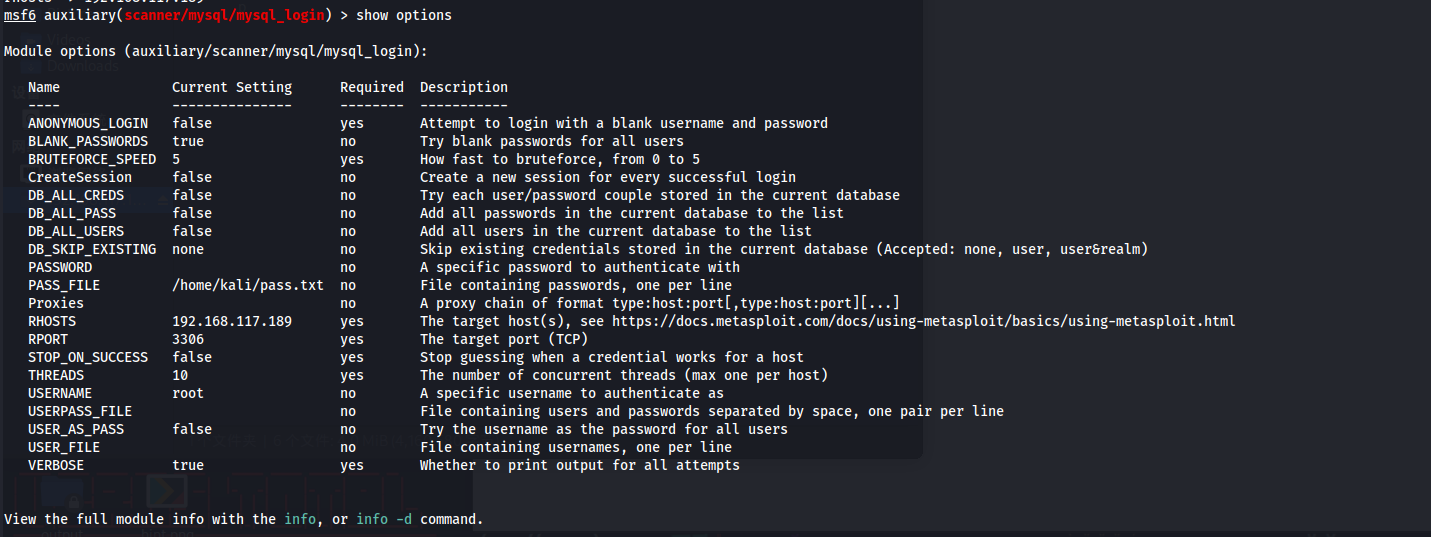 msf6 auxiliary(scanner/mysql/mysql_login) > show options
Module options (auxiliary/scanner/mysql/mysql_login):
Name Current Setting Required Description
---- --------------- -------- -----------
ANONYMOUS_LOGIN false yes Attempt to login with a blank username and password
BLANK_PASSWORDS true no Try blank passwords for all users
BRUTEFORCE_SPEED 5 yes How fast to bruteforce, from 0 to 5
CreateSession false no Create a new session for every successful login
DB_ALL_CREDS false no Try each user/password couple stored in the current database
DB_ALL_PASS false no Add all passwords in the current database to the list
DB_ALL_USERS false no Add all users in the current database to the list
DB_SKIP_EXISTING none no Skip existing credentials stored in the current database (Accepted: none, user, user&realm)
PASSWORD no A specific password to authenticate with
PASS_FILE /home/kali/pass.txt no File containing passwords, one per line
Proxies no A proxy chain of format type:host:port[,type:host:port][...]
RHOSTS 192.168.117.189 yes The target host(s), see https://docs.metasploit.com/docs/using-metasploit/basics/using-metasploit.html
RPORT 3306 yes The target port (TCP)
STOP_ON_SUCCESS false yes Stop guessing when a credential works for a host
THREADS 10 yes The number of concurrent threads (max one per host)
USERNAME root no A specific username to authenticate as
USERPASS_FILE no File containing users and passwords separated by space, one pair per line
USER_AS_PASS false no Try the username as the password for all users
USER_FILE no File containing usernames, one per line
VERBOSE true yes Whether to print output for all attempts
View the full module info with the info, or info -d command.